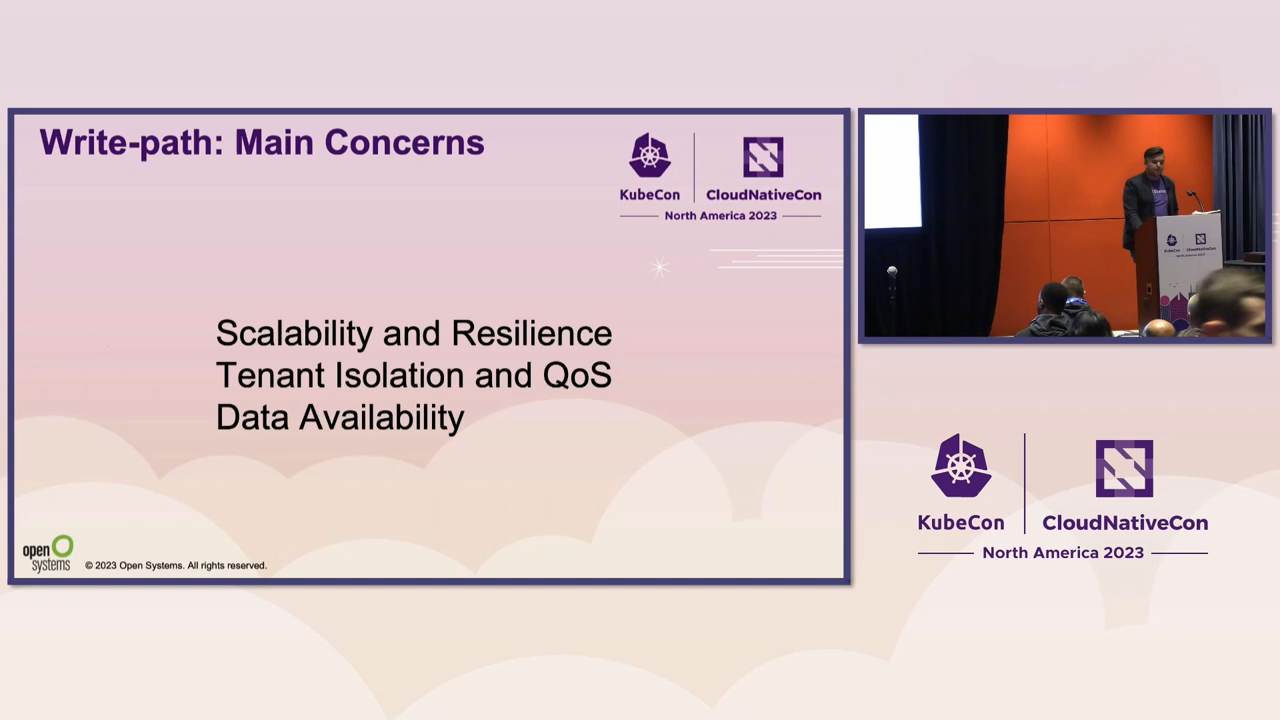 Write-path: Main Concerns
KubeCon
CloudNativeCon
North America 2023
Scalability and Resilience
Tenant Isolation and QoS
Data Availability
open
systems
© 2023 Open Systems. All rights reserved.
KubeCon
CloudNativeCon
North America 2023